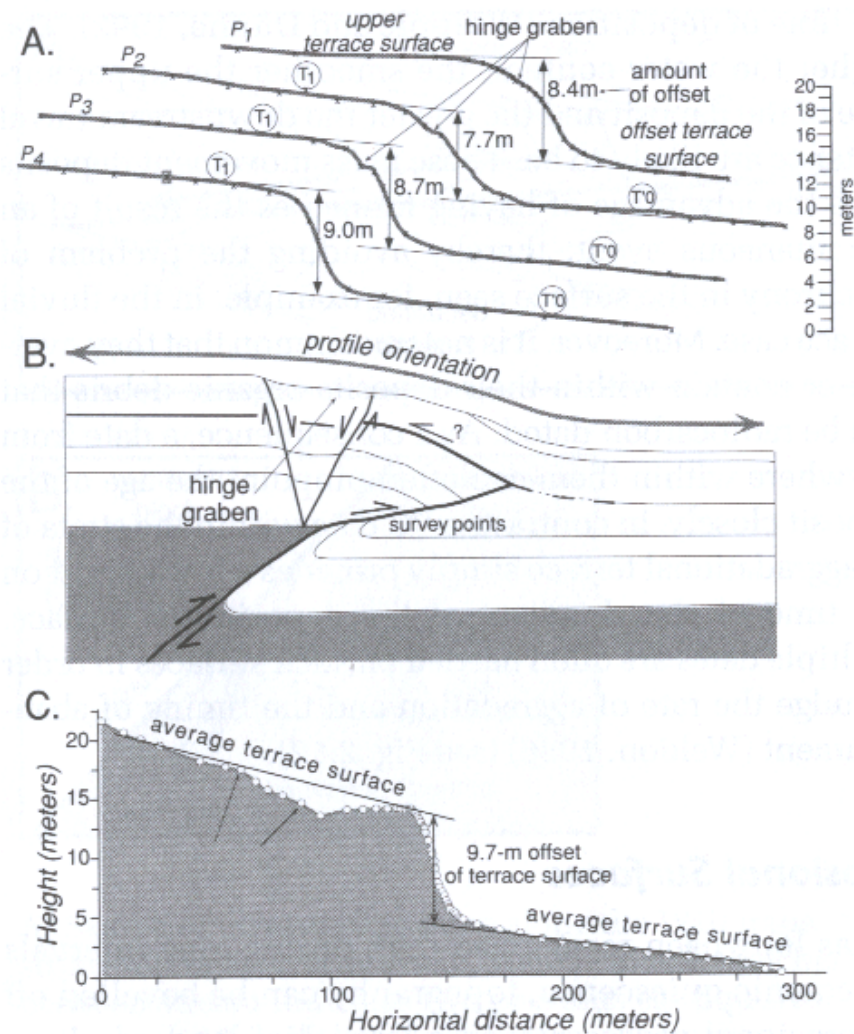 A.
P1
upper
terrace surface
hinge graben
P2
T1
8.4m
amount
of offset
20
18
16
14
12
10
8
6
4
2
0
meters
P3
T1
7.7m
offset terrace
surface
P4
T1
8.7m
T0
9.0m
T0
T0
B.
profile orientation
?
hinge
graben
survey points
C.
20
15
10
5
0
Height (meters)
average terrace surface
9.7-m offset
of terrace surface
average terrace surface
0
100
200
300
Horizontal distance (meters)